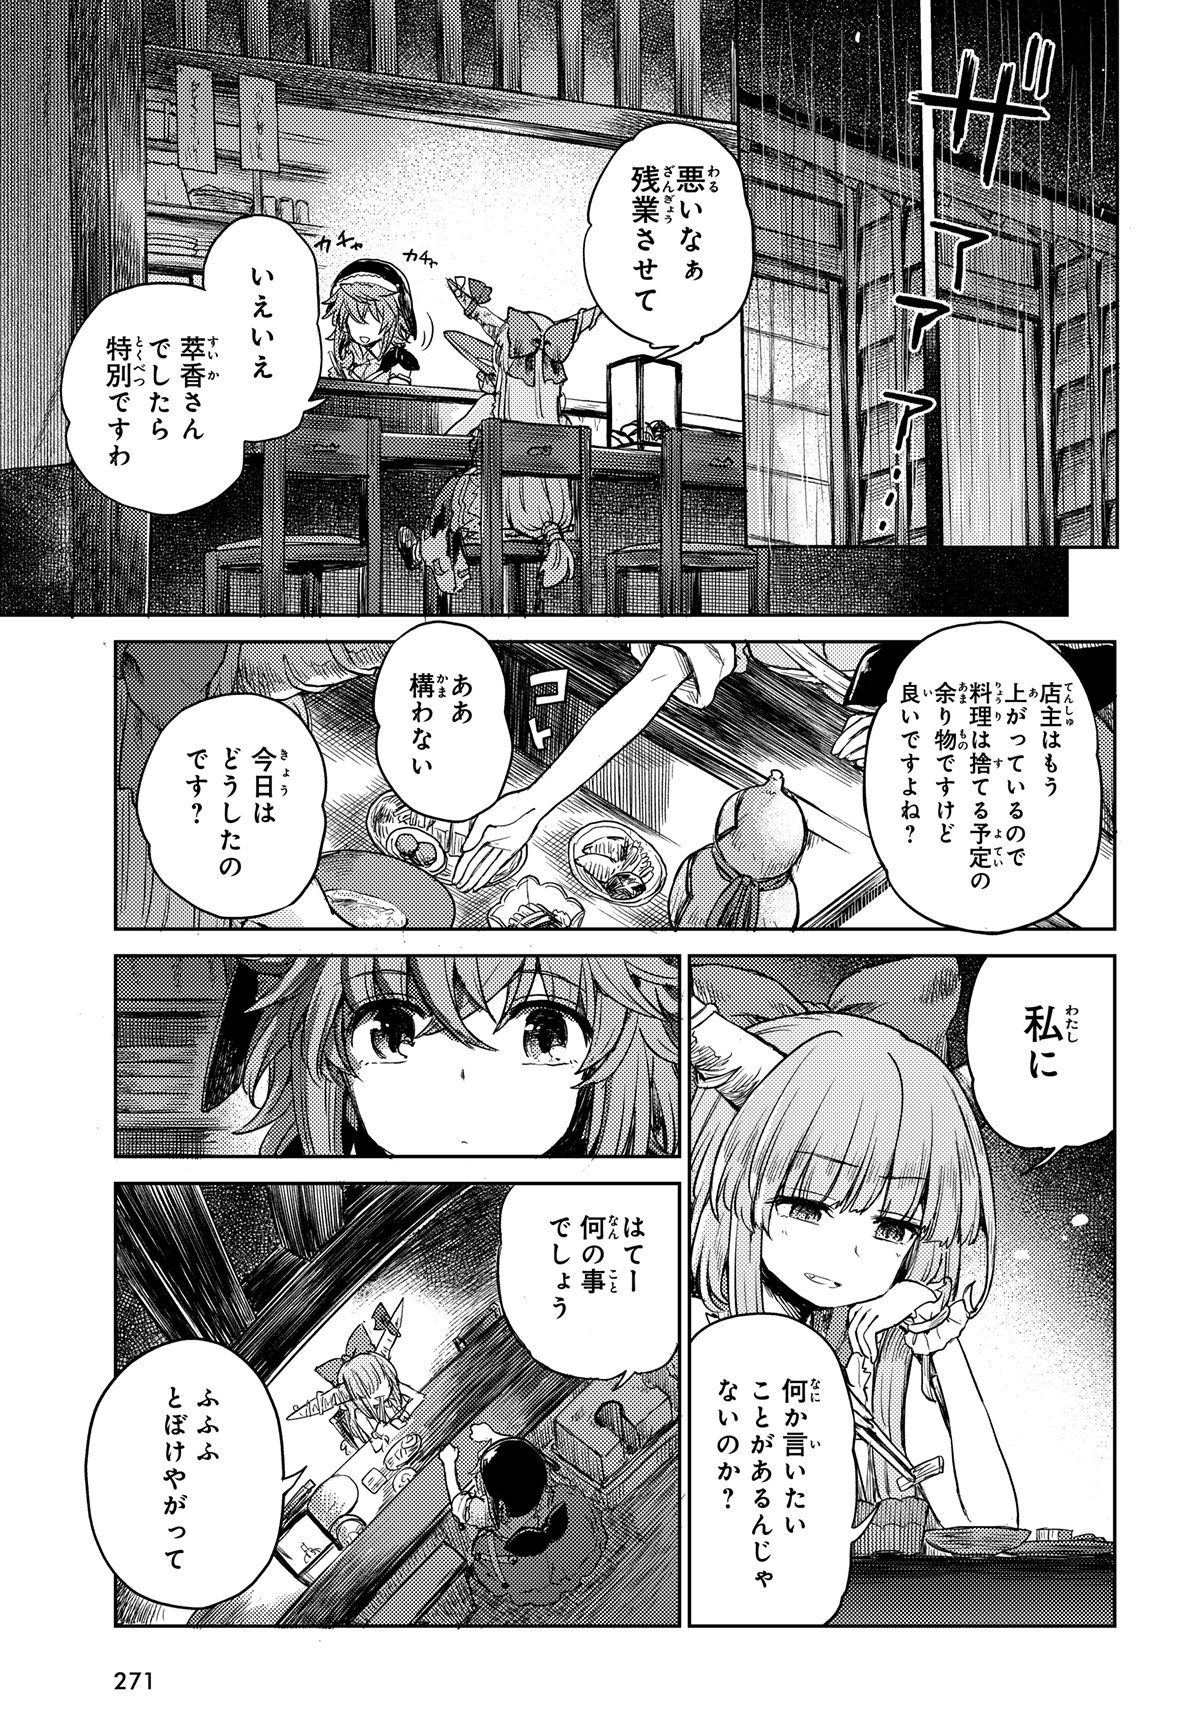 ザ
アアア……
悪いなぁ
残業させて
カチャ
カチャ
いえいえ
萃香さん
でしたら
特別ですわ
店主はもう
上がっているので
料理は捨てる予定の
余り物ですけど
良いですよね？
コト
ああ
構わない
今日は
どうしたの
です？
私に
何か言いたい
ことがあるんじゃ
ないのか？
はてー
何の事
でしょう
ふふふ
とぼけやがって
271